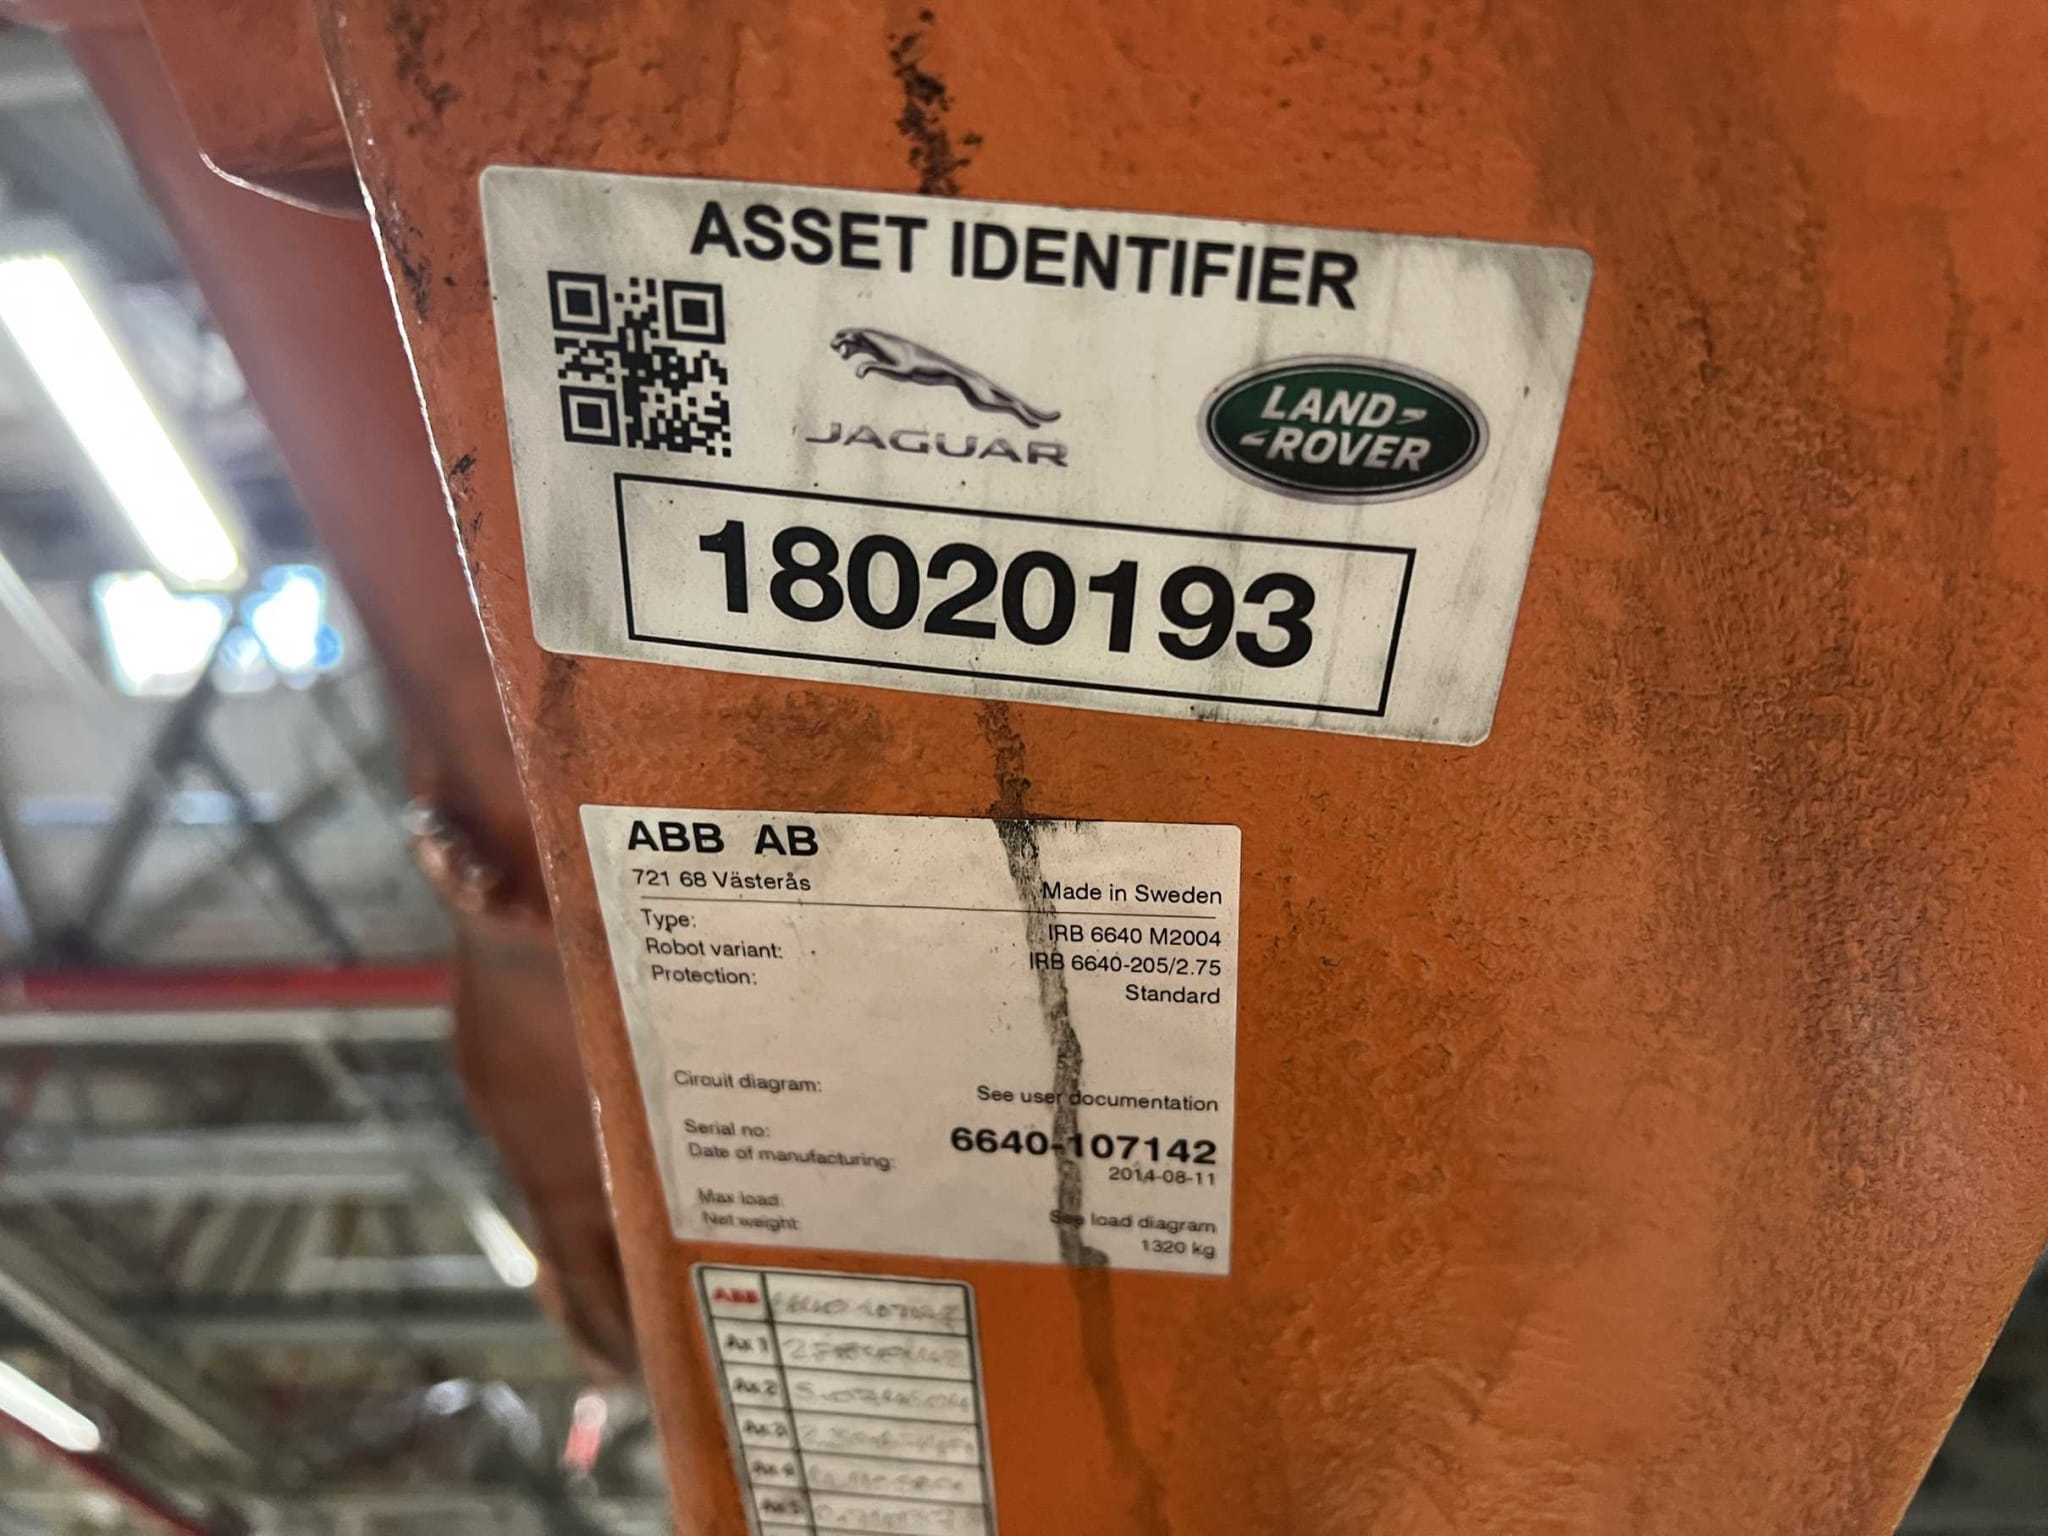 ASSET IDENTIFIER
JAGUAR
LAND
ROVER
18020193
ABB AB
721 68 Västerås
Made in Sweden
Type: IRB 6640 M2004
Robot variant: IRB 6640-205/2.75
Protection: Standard
Circuit diagram: See user documentation
Serial no: 6640-107142
Date of manufacturing: 2014-08-11
Max load: See load diagram
Net weight: 1320 kg
ABB
Ax 1
Ax 2
Ax 3
Ax 4
Ax 5